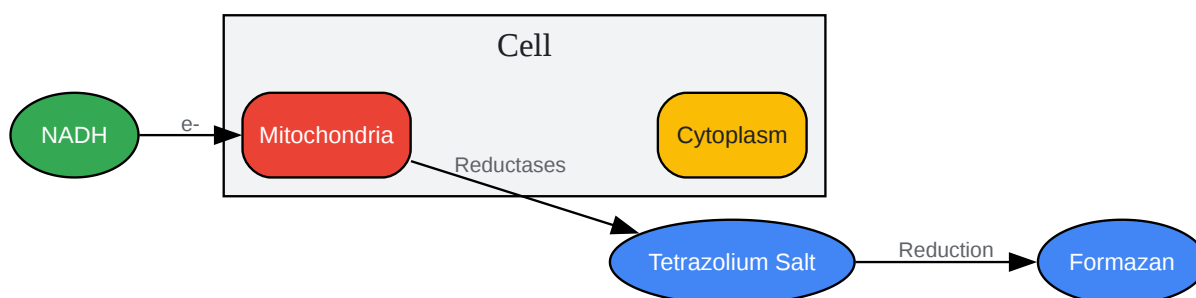 Cell
NADH
e-
Mitochondria
Cytoplasm
Reductases
Tetrazolium Salt
Reduction
Formazan